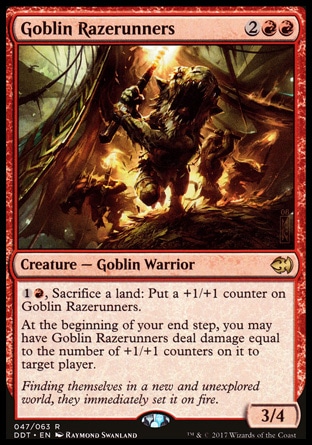 Goblin Razerunners 2
Creature — Goblin Warrior
1, Sacrifice a land: Put a +1/+1 counter on
Goblin Razerunners.
At the beginning of your end step, you may
have Goblin Razerunners deal damage equal
to the number of +1/+1 counters on it to
target player.
Finding themselves in a new and unexplored
world, they immediately set it on fire.
3/4
047/063 R
DDT • EN Raymond Swanland
™ & © 2017 Wizards of the Coast